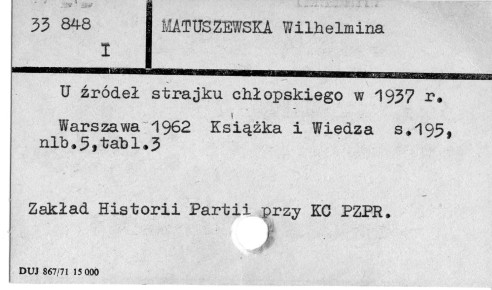 33 848
I
MATUSZEWSKA Wilhelmina
U źródeł strajku chłopskiego w 1937 r.
Warszawa 1962 Książka i Wiedza s.195,
nlb.5,tabl.3
Zakład Historii Partii przy KC PZPR.
DUJ 867/71 15 000